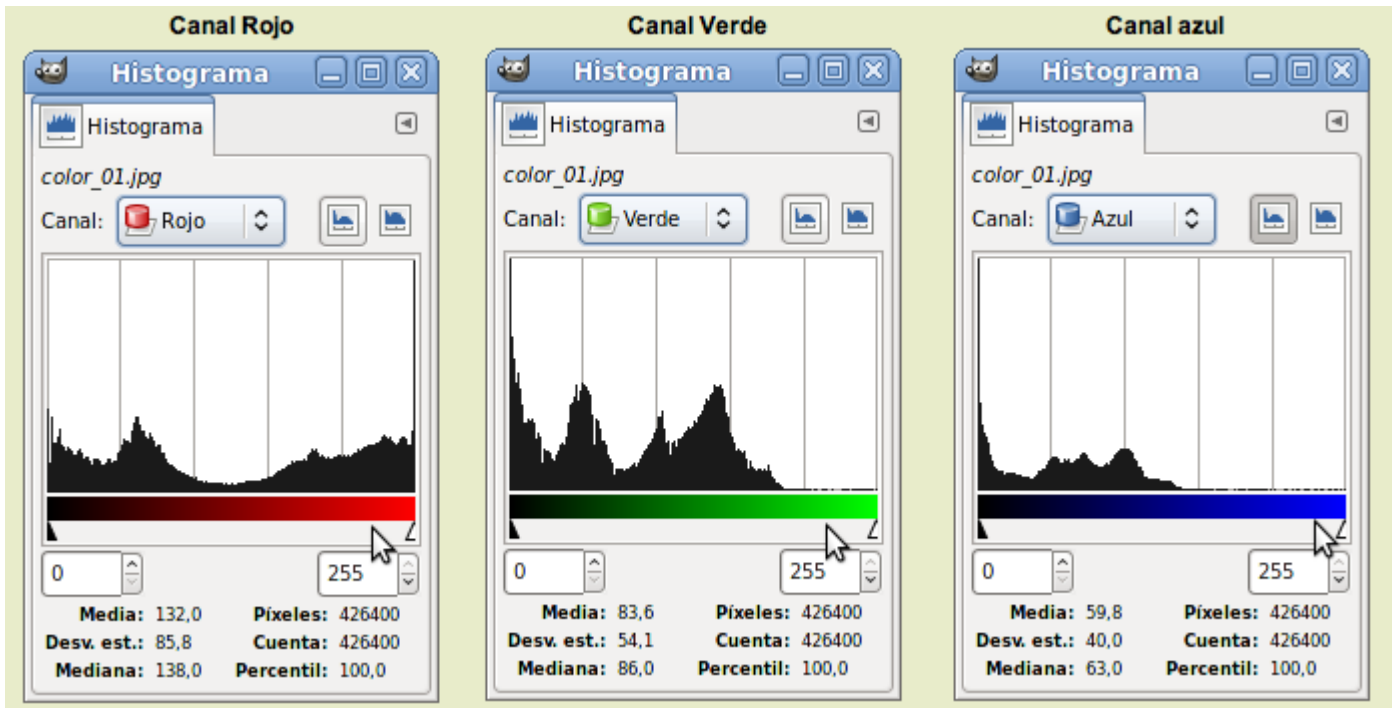 Canal Rojo
Histograma
Histograma
color_01.jpg
Canal: Rojo
0 255
Media: 132,0 Píxeles: 426400
Desv. est.: 85,8 Cuenta: 426400
Mediana: 138,0 Percentil: 100,0
Canal Verde
Histograma
Histograma
color_01.jpg
Canal: Verde
0 255
Media: 83,6 Píxeles: 426400
Desv. est.: 54,1 Cuenta: 426400
Mediana: 86,0 Percentil: 100,0
Canal azul
Histograma
Histograma
color_01.jpg
Canal: Azul
0 255
Media: 59,8 Píxeles: 426400
Desv. est.: 40,0 Cuenta: 426400
Mediana: 63,0 Percentil: 100,0